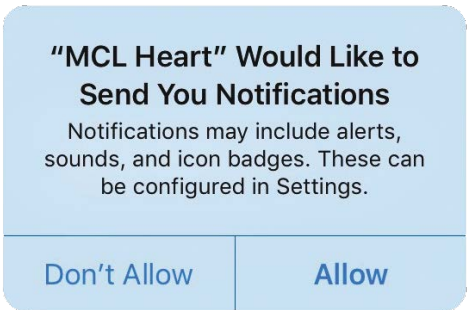 “MCL Heart” Would Like to
Send You Notifications
Notifications may include alerts,
sounds, and icon badges. These can
be configured in Settings.
Don’t Allow
Allow